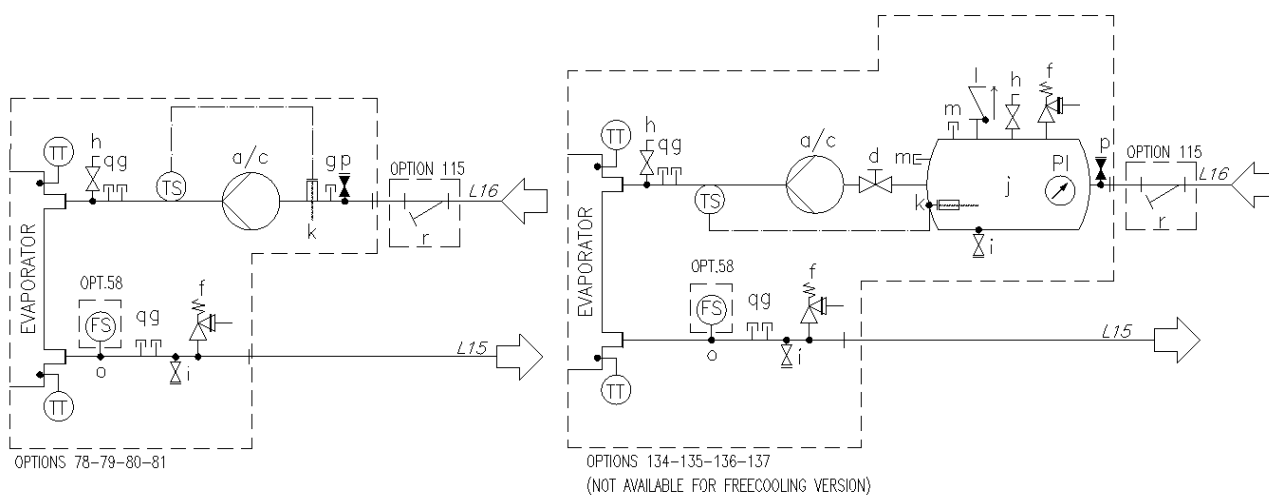 TT
h
qg
TS
a/c
k
gp
OPTION 115
r
L16
EVAPORATOR
OPT.58
FS
o
qg
i
f
L15
TT
OPTIONS 78-79-80-81
TT
h
qg
TS
a/c
d
m
m
l
h
f
k
j
PI
i
p
OPTION 115
r
L16
EVAPORATOR
OPT.58
FS
o
qg
i
f
L15
TT
OPTIONS 134-135-136-137
(NOT AVAILABLE FOR FREECOOLING VERSION)